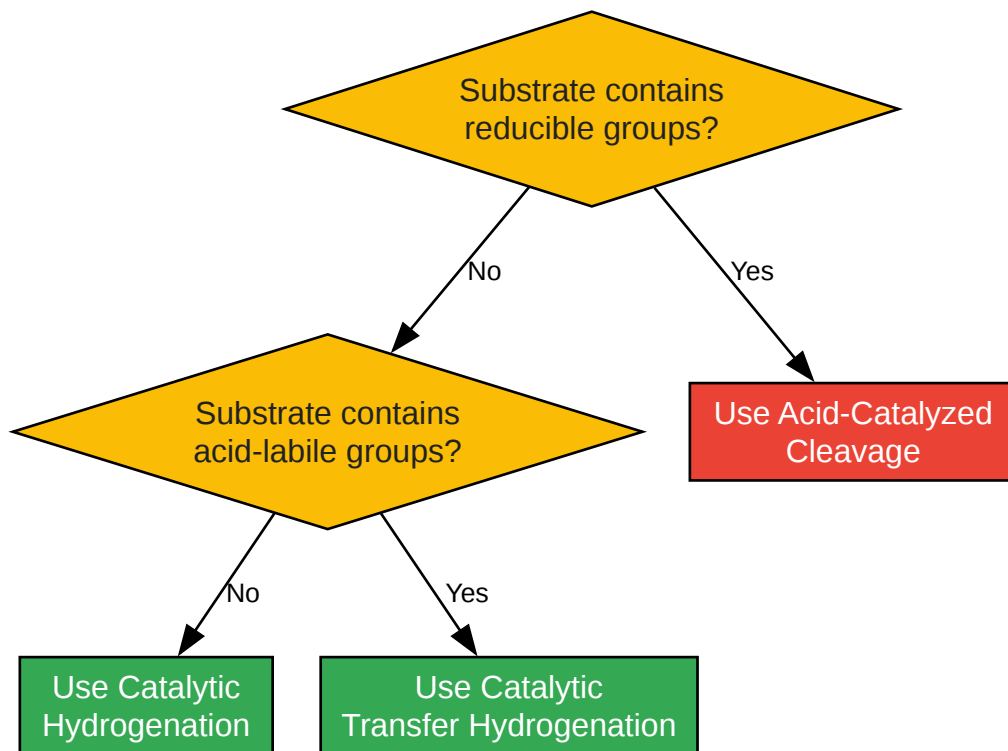 Substrate contains
reducible groups?
No
Yes
Substrate contains
acid-labile groups?
Use Acid-Catalyzed
Cleavage
No
Yes
Use Catalytic
Hydrogenation
Use Catalytic
Transfer Hydrogenation